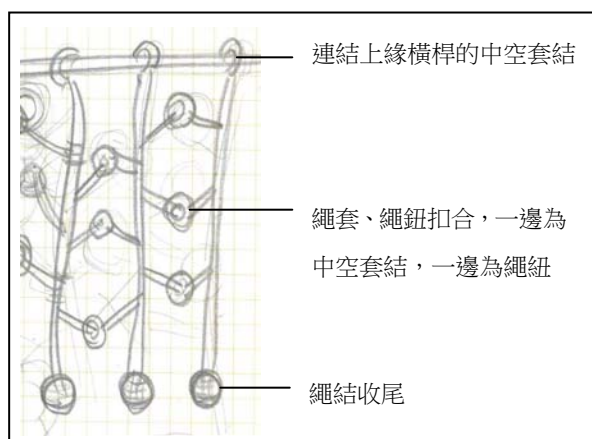 連結上緣橫桿的中空套結
繩套、繩鈕扣合，一邊為
中空套結，一邊為繩紐
繩結收尾